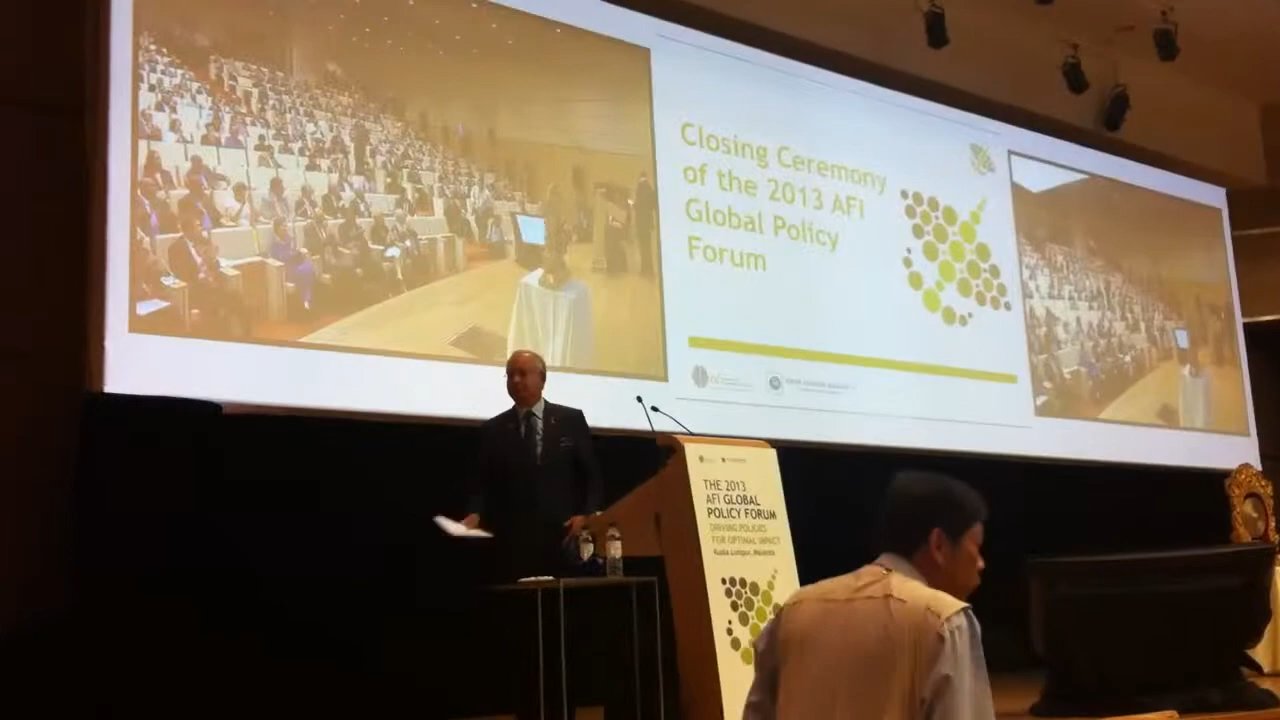 Closing Ceremony
of the 2013 AFI
Global Policy
Forum
THE 2013
AFI GLOBAL
POLICY FORUM
DRIVING POLICIES
FOR OPTIMAL IMPACT
Kuala Lumpur, Malaysia